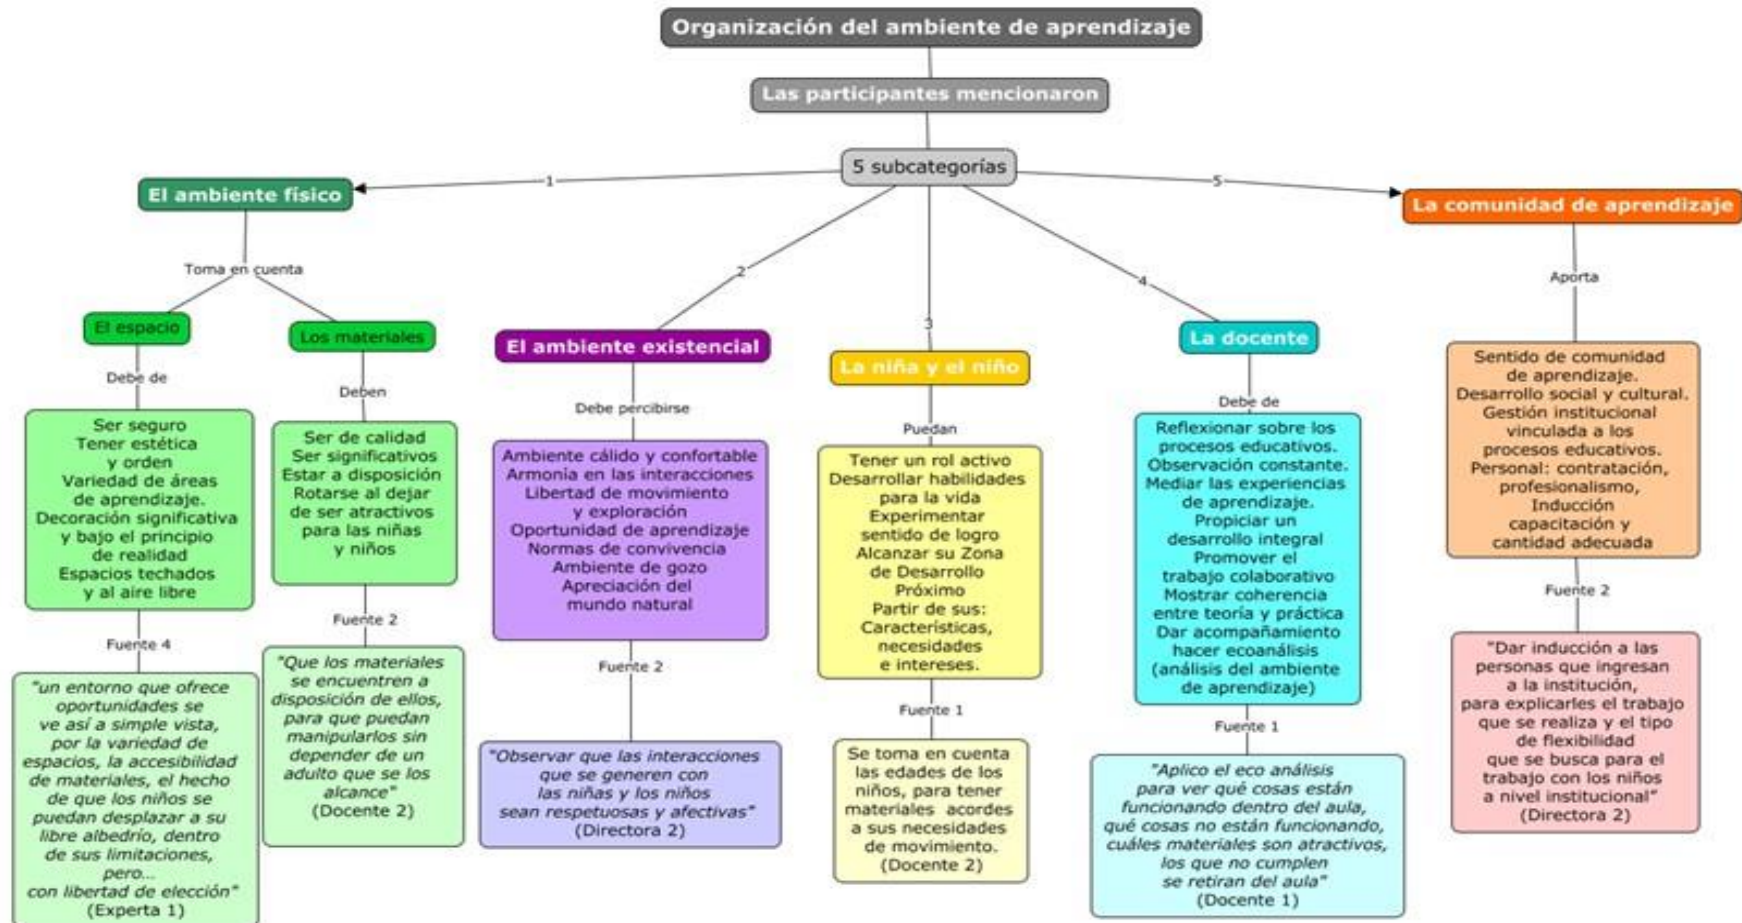 Organización del ambiente de aprendizaje
Las participantes mencionaron
5 subcategorías
1
2
3
4
5
El ambiente físico
Toma en cuenta
El espacio
Debe de
Ser seguro
Tener estética
y orden
Variedad de áreas
de aprendizaje.
Decoración significativa
y bajo el principio
de realidad
Espacios techados
y al aire libre
Fuente 4
"un entorno que ofrece
oportunidades se
ve así a simple vista,
por la variedad de
espacios, la accesibilidad
de materiales, el hecho
de que los niños se
puedan desplazar a su
libre albedrío, dentro
de sus limitaciones,
pero...
con libertad de elección"
(Experta 1)
Los materiales
Deben
Ser de calidad
Ser significativos
Estar a disposición
Rotarse al dejar
de ser atractivos
para las niñas
y niños
Fuente 2
"Que los materiales
se encuentren a
disposición de ellos,
para que puedan
manipularlos sin
depender de un
adulto que se los
alcance"
(Docente 2)
El ambiente existencial
Debe percibirse
Ambiente cálido y confortable
Armonía en las interacciones
Libertad de movimiento
y exploración
Oportunidad de aprendizaje
Normas de convivencia
Ambiente de gozo
Apreciación del
mundo natural
Fuente 2
"Observar que las interacciones
que se generen con
las niñas y los niños
sean respetuosas y afectivas"
(Directora 2)
La niña y el niño
Puedan
Tener un rol activo
Desarrollar habilidades
para la vida
Experimentar
sentido de logro
Alcanzar su Zona
de Desarrollo
Próximo
Partir de sus:
Características,
necesidades
e intereses.
Fuente 1
Se toma en cuenta
las edades de los
niños, para tener
materiales acordes
a sus necesidades
de movimiento.
(Docente 2)
La docente
Debe de
Reflexionar sobre los
procesos educativos.
Observación constante.
Mediar las experiencias
de aprendizaje.
Propiciar un
desarrollo integral
Promover el
trabajo colaborativo
Mostrar coherencia
entre teoría y práctica
Dar acompañamiento
hacer ecoanálisis
(análisis del ambiente
de aprendizaje)
Fuente 1
"Aplico el eco análisis
para ver qué cosas están
funcionando dentro del aula,
qué cosas no están funcionando,
cuáles materiales son atractivos,
los que no cumplen
se retiran del aula"
(Docente 1)
La comunidad de aprendizaje
Aporta
Sentido de comunidad
de aprendizaje.
Desarrollo social y cultural.
Gestión institucional
vinculada a los
procesos educativos.
Personal: contratación,
profesionalismo,
Inducción
capacitación y
cantidad adecuada
Fuente 2
"Dar inducción a las
personas que ingresan
a la institución,
para explicarles el trabajo
que se realiza y el tipo
de flexibilidad
que se busca para el
trabajo con los niños
a nivel institucional"
(Directora 2)